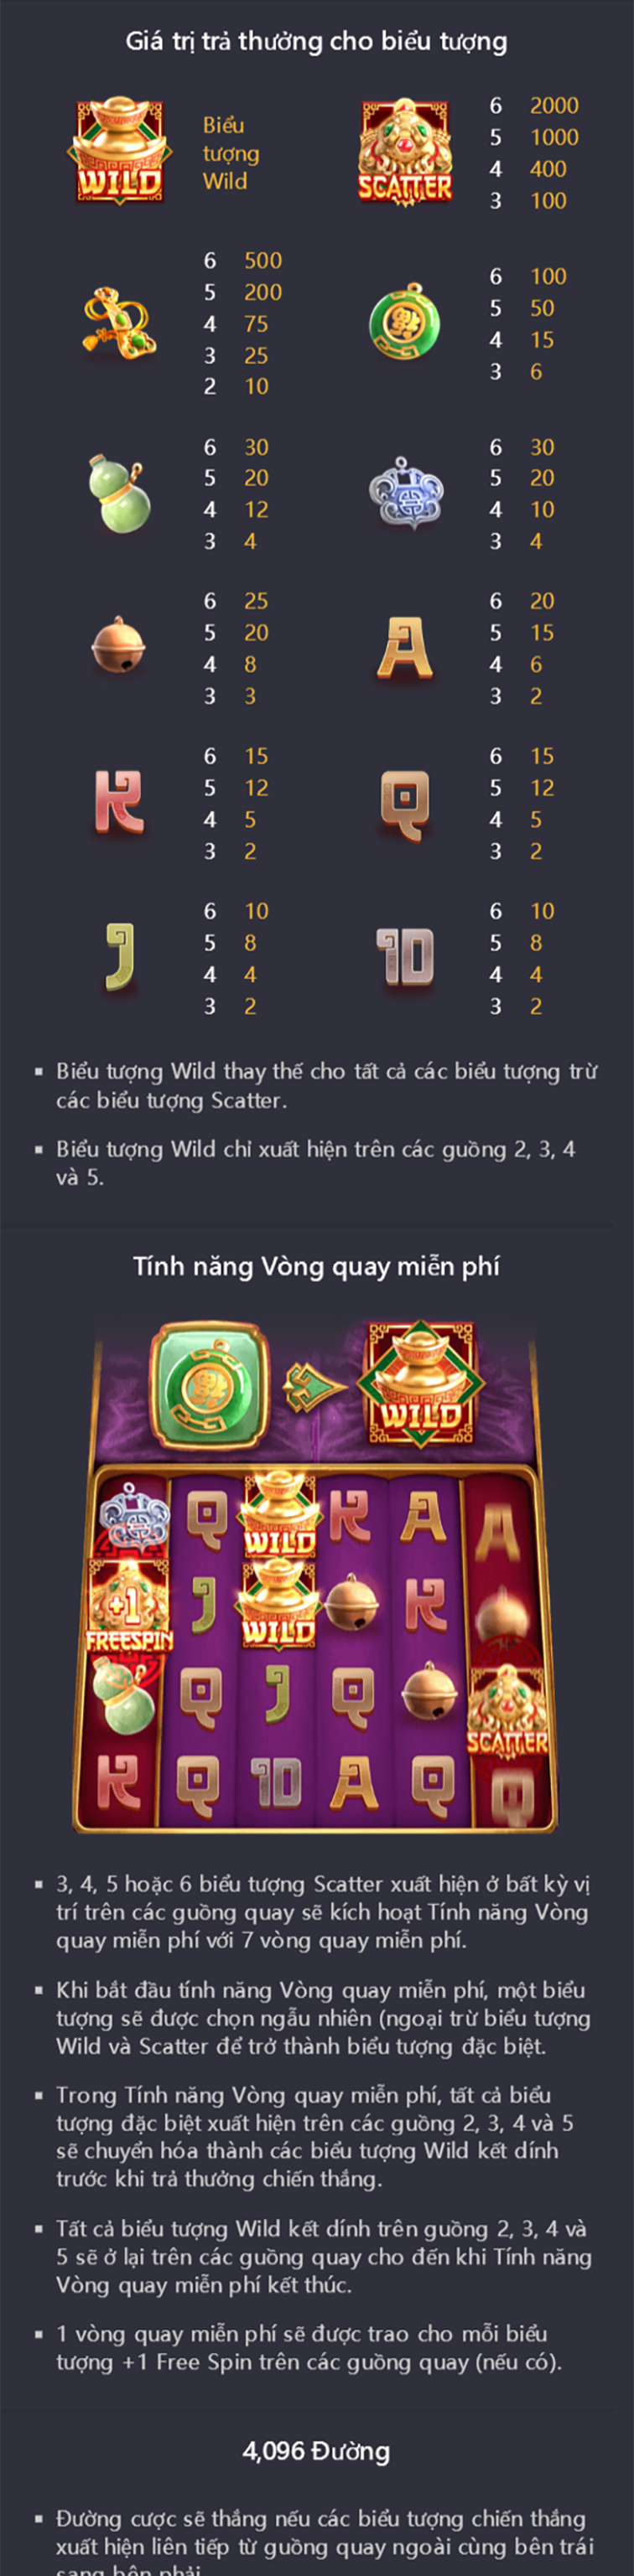 Giá trị trả thưởng cho biểu tượng
WILD
Biểu
tượng
Wild
SCATTER
6 2000
5 1000
4 400
3 100
6 500
5 200
4 75
3 25
2 10
6 100
5 50
4 15
3 6
6 30
5 20
4 12
3 4
6 30
5 20
4 10
3 4
6 25
5 20
4 8
3 3
A
6 20
5 15
4 6
3 2
K
6 15
5 12
4 5
3 2
Q
6 15
5 12
4 5
3 2
J
6 10
5 8
4 4
3 2
10
6 10
5 8
4 4
3 2
▪ Biểu tượng Wild thay thế cho tất cả các biểu tượng trừ
các biểu tượng Scatter.
▪ Biểu tượng Wild chỉ xuất hiện trên các guồng 2, 3, 4
và 5.
Tính năng Vòng quay miễn phí
WILD
Q WILD K A A
+1 FREESPIN J WILD K
Q J Q SCATTER
K Q 10 A Q Q
▪ 3, 4, 5 hoặc 6 biểu tượng Scatter xuất hiện ở bất kỳ vị
trí trên các guồng quay sẽ kích hoạt Tính năng Vòng
quay miễn phí với 7 vòng quay miễn phí.
▪ Khi bắt đầu tính năng Vòng quay miễn phí, một biểu
tượng sẽ được chọn ngẫu nhiên (ngoại trừ biểu tượng
Wild và Scatter để trở thành biểu tượng đặc biệt.
▪ Trong Tính năng Vòng quay miễn phí, tất cả biểu
tượng đặc biệt xuất hiện trên các guồng 2, 3, 4 và 5
sẽ chuyển hóa thành các biểu tượng Wild kết dính
trước khi trả thưởng chiến thắng.
▪ Tất cả biểu tượng Wild kết dính trên guồng 2, 3, 4 và
5 sẽ ở lại trên các guồng quay cho đến khi Tính năng
Vòng quay miễn phí kết thúc.
▪ 1 vòng quay miễn phí sẽ được trao cho mỗi biểu
tượng +1 Free Spin trên các guồng quay (nếu có).
4,096 Đường
▪ Đường cược sẽ thắng nếu các biểu tượng chiến thắng
xuất hiện liên tiếp từ guồng quay ngoài cùng bên trái
sang bên phải